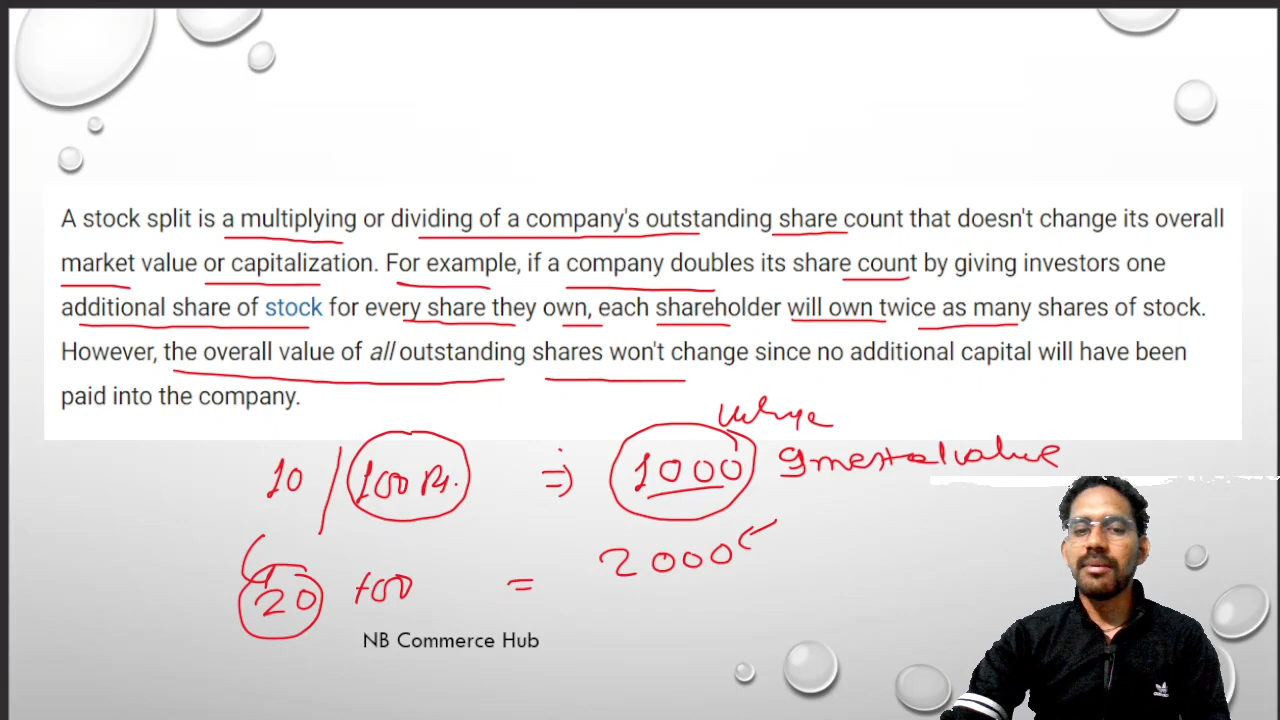 A stock split is a multiplying or dividing of a company's outstanding share count that doesn't change its overall
market value or capitalization. For example, if a company doubles its share count by giving investors one
additional share of stock for every share they own, each shareholder will own twice as many shares of stock.
However, the overall value of all outstanding shares won't change since no additional capital will have been
paid into the company.
10 / 100 Rs. ⇒ 1000
20 100 = 2000
NB Commerce Hub